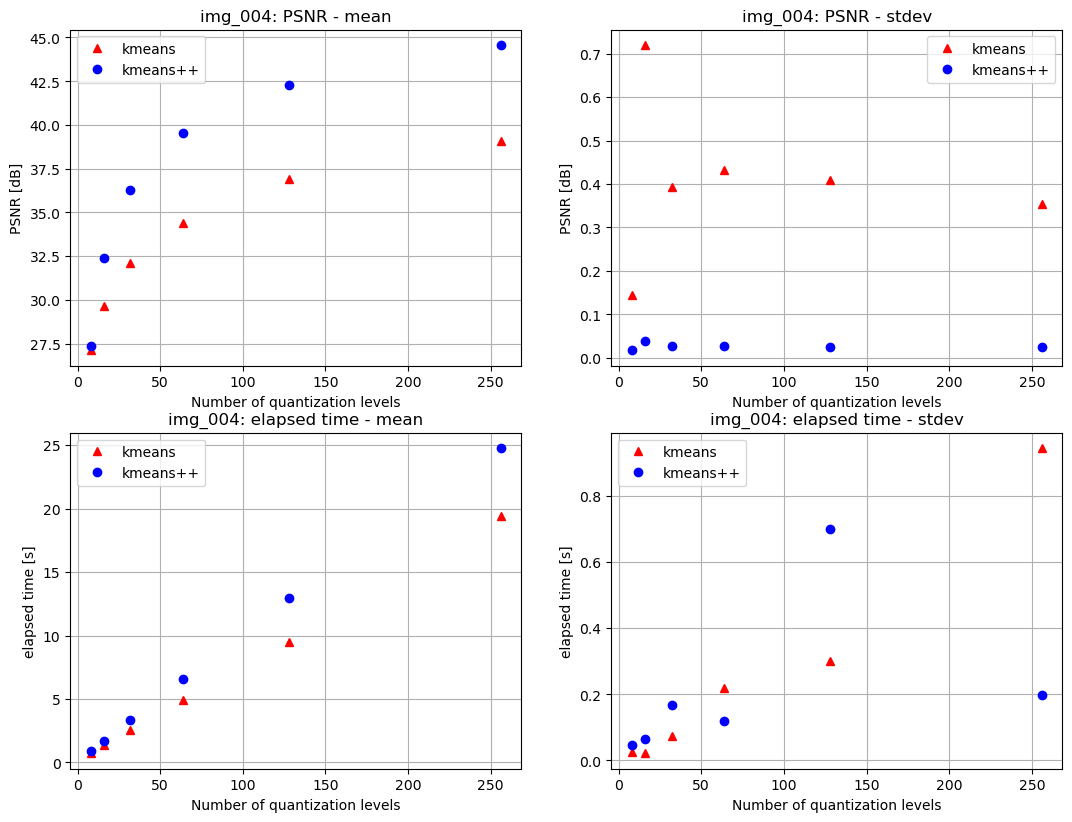 img_004: PSNR - mean
PSNR [dB]
45.0
42.5
40.0
37.5
35.0
32.5
30.0
27.5
kmeans
kmeans++
0 50 100 150 200 250
Number of quantization levels
img_004: PSNR - stdev
PSNR [dB]
0.7
0.6
0.5
0.4
0.3
0.2
0.1
0.0
kmeans
kmeans++
0 50 100 150 200 250
Number of quantization levels
img_004: elapsed time - mean
elapsed time [s]
25
20
15
10
5
0
kmeans
kmeans++
0 50 100 150 200 250
Number of quantization levels
img_004: elapsed time - stdev
elapsed time [s]
0.8
0.6
0.4
0.2
0.0
kmeans
kmeans++
0 50 100 150 200 250
Number of quantization levels